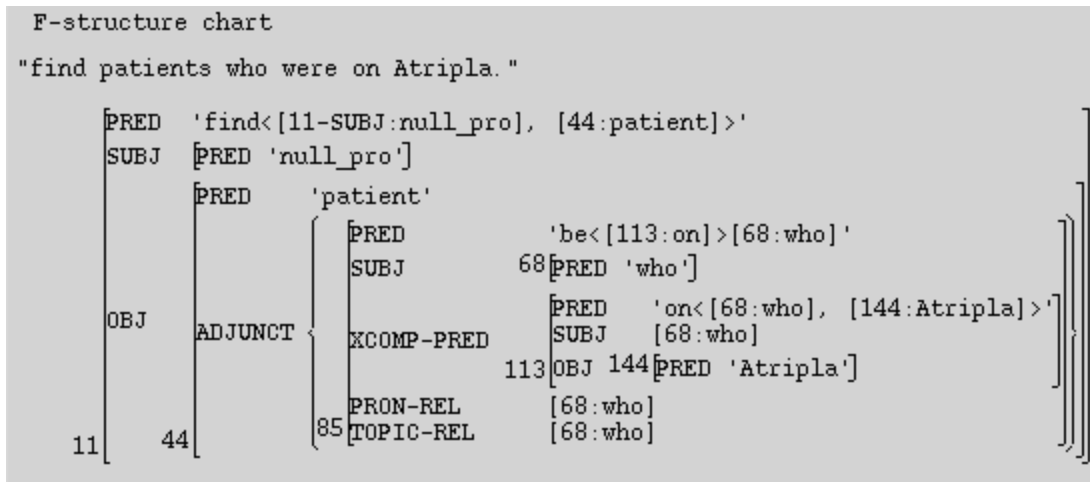 F-structure chart
"find patients who were on Atripla."
PRED 'find<[11-SUBJ:null_pro], [44:patient]>'
SUBJ [PRED 'null_pro']
PRED 'patient'
PRED 'be<[113:on]>[68:who]'
SUBJ 68[PRED 'who']
PRED 'on<[68:who], [144:Atripla]>'
OBJ ADJUNCT XCOMP-PRED SUBJ [68:who]
113 OBJ 144[PRED 'Atripla']
PRON-REL [68:who]
11 44 85 TOPIC-REL [68:who]